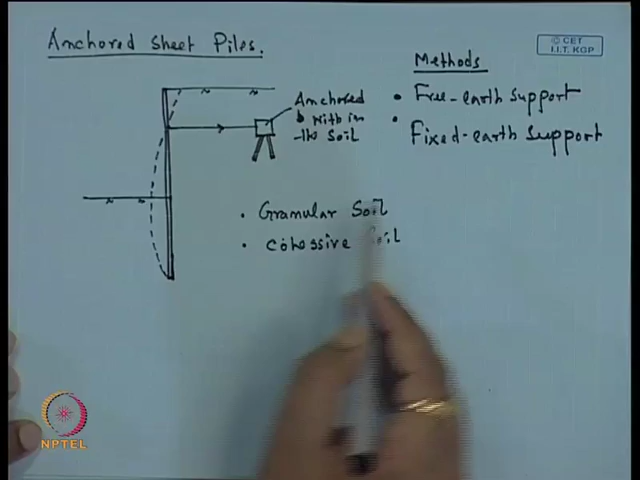 Anchored Sheet Piles.
© CET
I.I.T. KGP
Methods
• Free-earth support
• Fixed-earth support
Anchored
within
the soil
• Granular Soil
• cohessive Soil
NPTEL